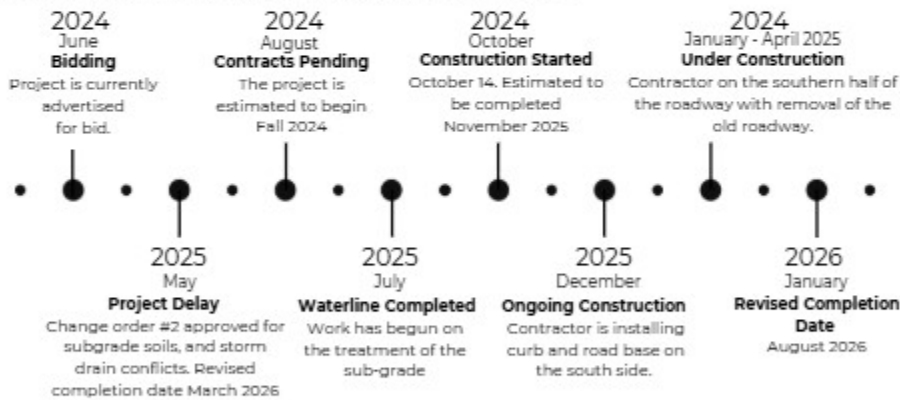 2024
June
Bidding
Project is currently
advertised
for bid.
2024
August
Contracts Pending
The project is
estimated to begin
Fall 2024
2024
October
Construction Started
October 14. Estimated to
be completed
November 2025
2024
January - April 2025
Under Construction
Contractor on the southern half of
the roadway with removal of the
old roadway.
2025
May
Project Delay
Change order #2 approved for
subgrade soils, and storm
drain conflicts. Revised
completion date March 2026
2025
July
Waterline Completed
Work has begun on
the treatment of the
sub-grade
2025
December
Ongoing Construction
Contractor is installing
curb and road base on
the south side.
2026
January
Revised Completion
Date
August 2026